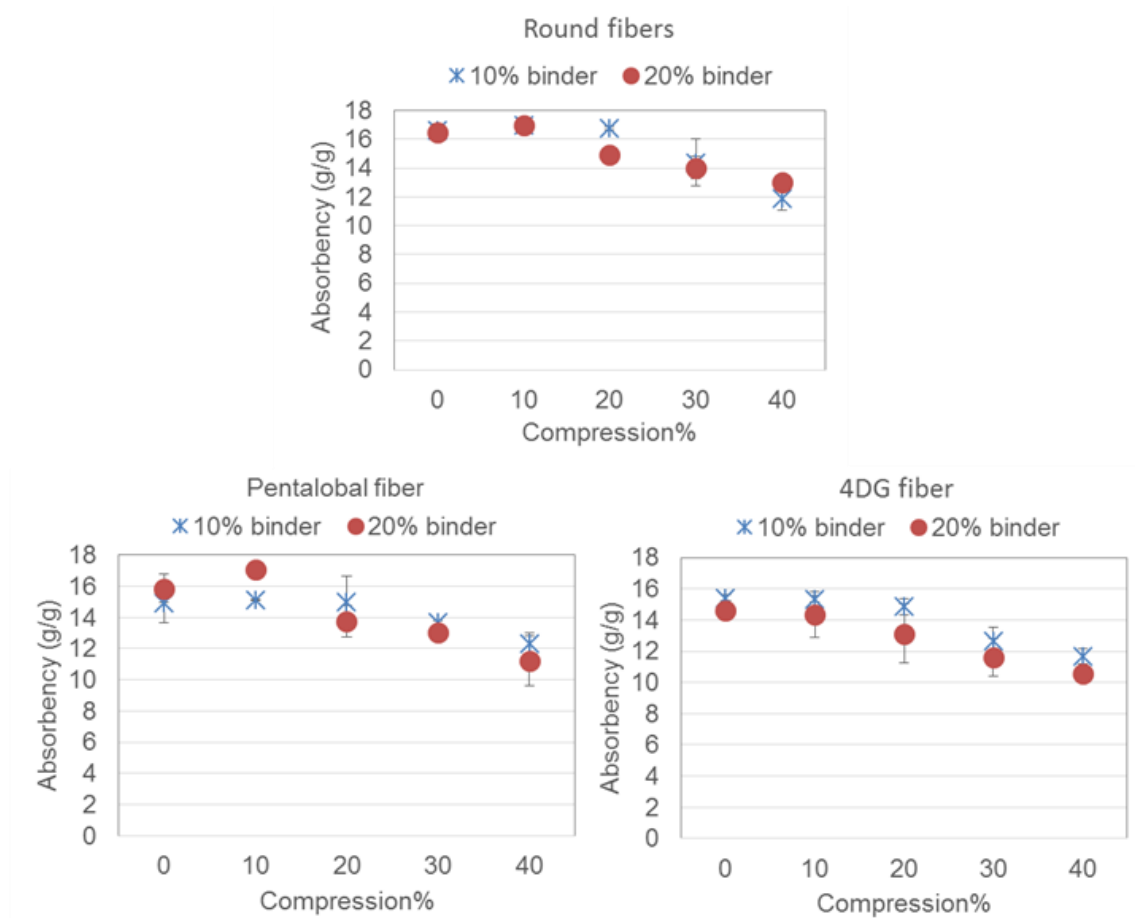 Round fibers
10% binder 20% binder
18
16
14
12
10
8
6
4
2
0
Absorbency (g/g)
0 10 20 30 40
Compression%
Pentalobal fiber
10% binder 20% binder
18
16
14
12
10
8
6
4
2
0
Absorbency (g/g)
0 10 20 30 40
Compression%
4DG fiber
10% binder 20% binder
18
16
14
12
10
8
6
4
2
0
Absorbency (g/g)
0 10 20 30 40
Compression%